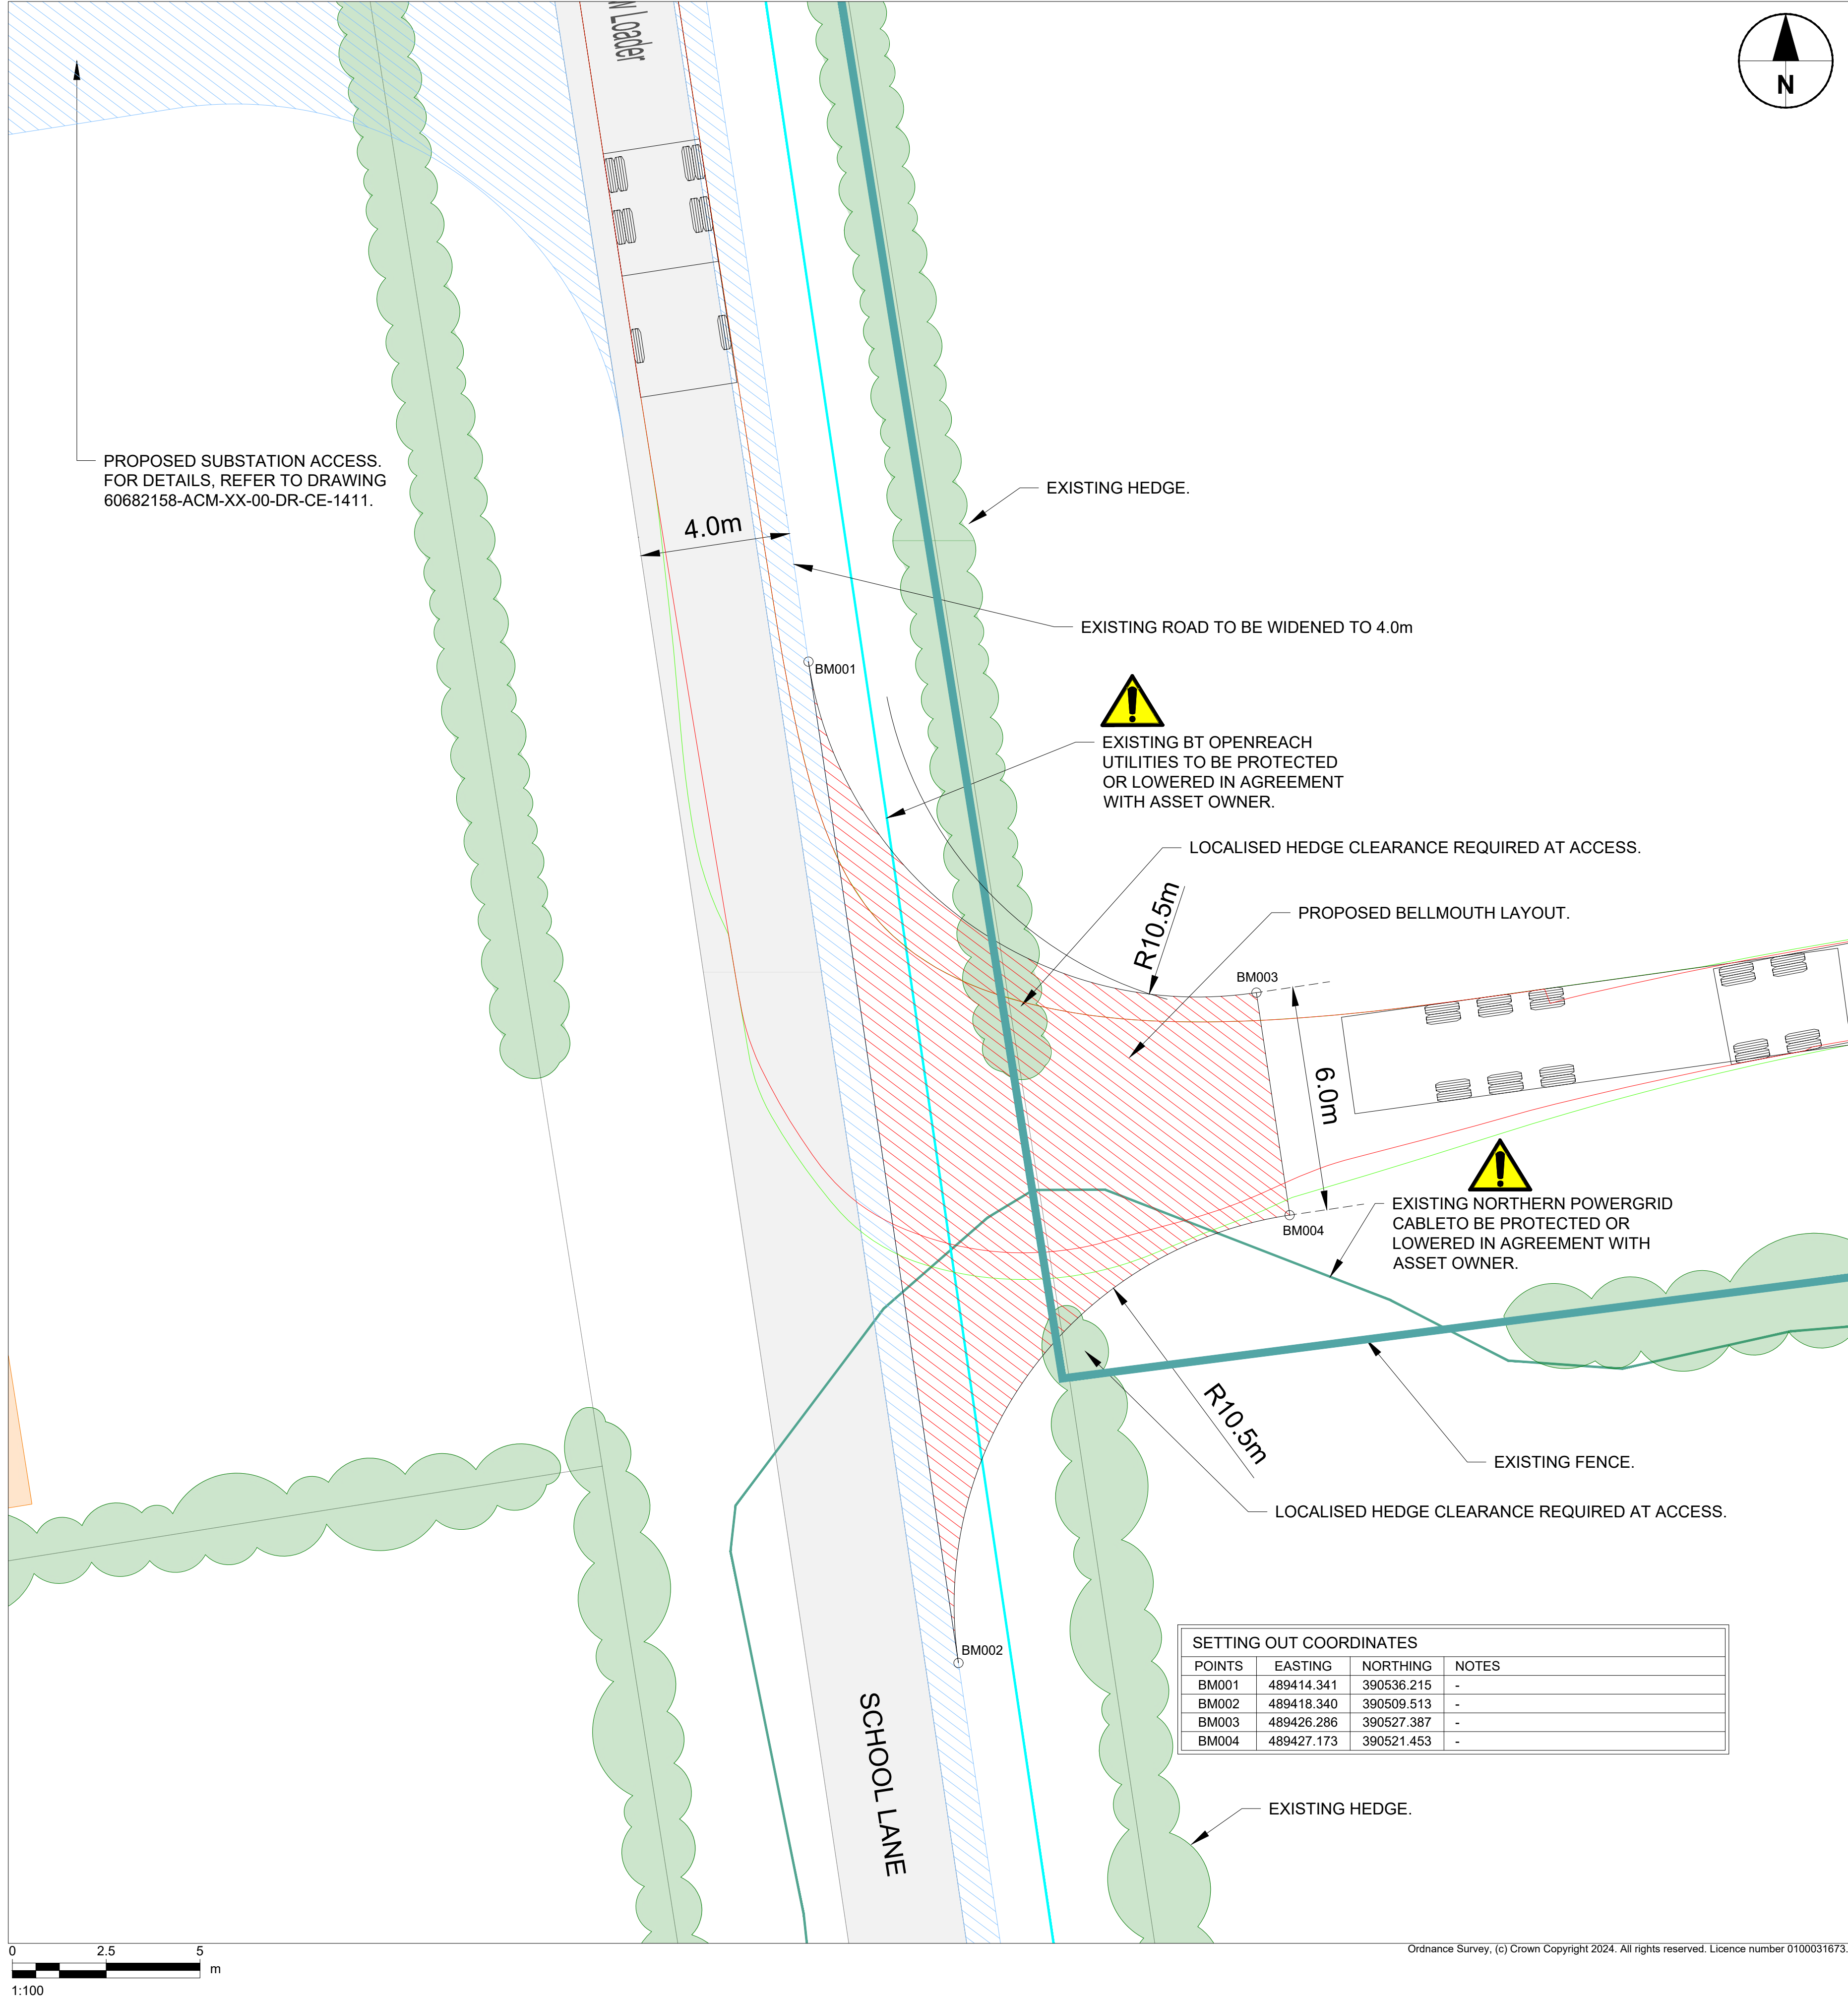 w Loader
N
PROPOSED SUBSTATION ACCESS.
FOR DETAILS, REFER TO DRAWING
60682158-ACM-XX-00-DR-CE-1411.
EXISTING HEDGE.
4.0m
EXISTING ROAD TO BE WIDENED TO 4.0m
BM001
EXISTING BT OPENREACH
UTILITIES TO BE PROTECTED
OR LOWERED IN AGREEMENT
WITH ASSET OWNER.
LOCALISED HEDGE CLEARANCE REQUIRED AT ACCESS.
R10.5m
PROPOSED BELLMOUTH LAYOUT.
BM003
6.0m
EXISTING NORTHERN POWERGRID
CABLETO BE PROTECTED OR
LOWERED IN AGREEMENT WITH
ASSET OWNER.
BM004
R10.5m
EXISTING FENCE.
LOCALISED HEDGE CLEARANCE REQUIRED AT ACCESS.
BM002
SCHOOL LANE
SETTING OUT COORDINATES
POINTS EASTING NORTHING NOTES
BM001 489414.341 390536.215 -
BM002 489418.340 390509.513 -
BM003 489426.286 390527.387 -
BM004 489427.173 390521.453 -
EXISTING HEDGE.
0 2.5 5
m
1:100
Ordnance Survey, (c) Crown Copyright 2024. All rights reserved. Licence number 0100031673.